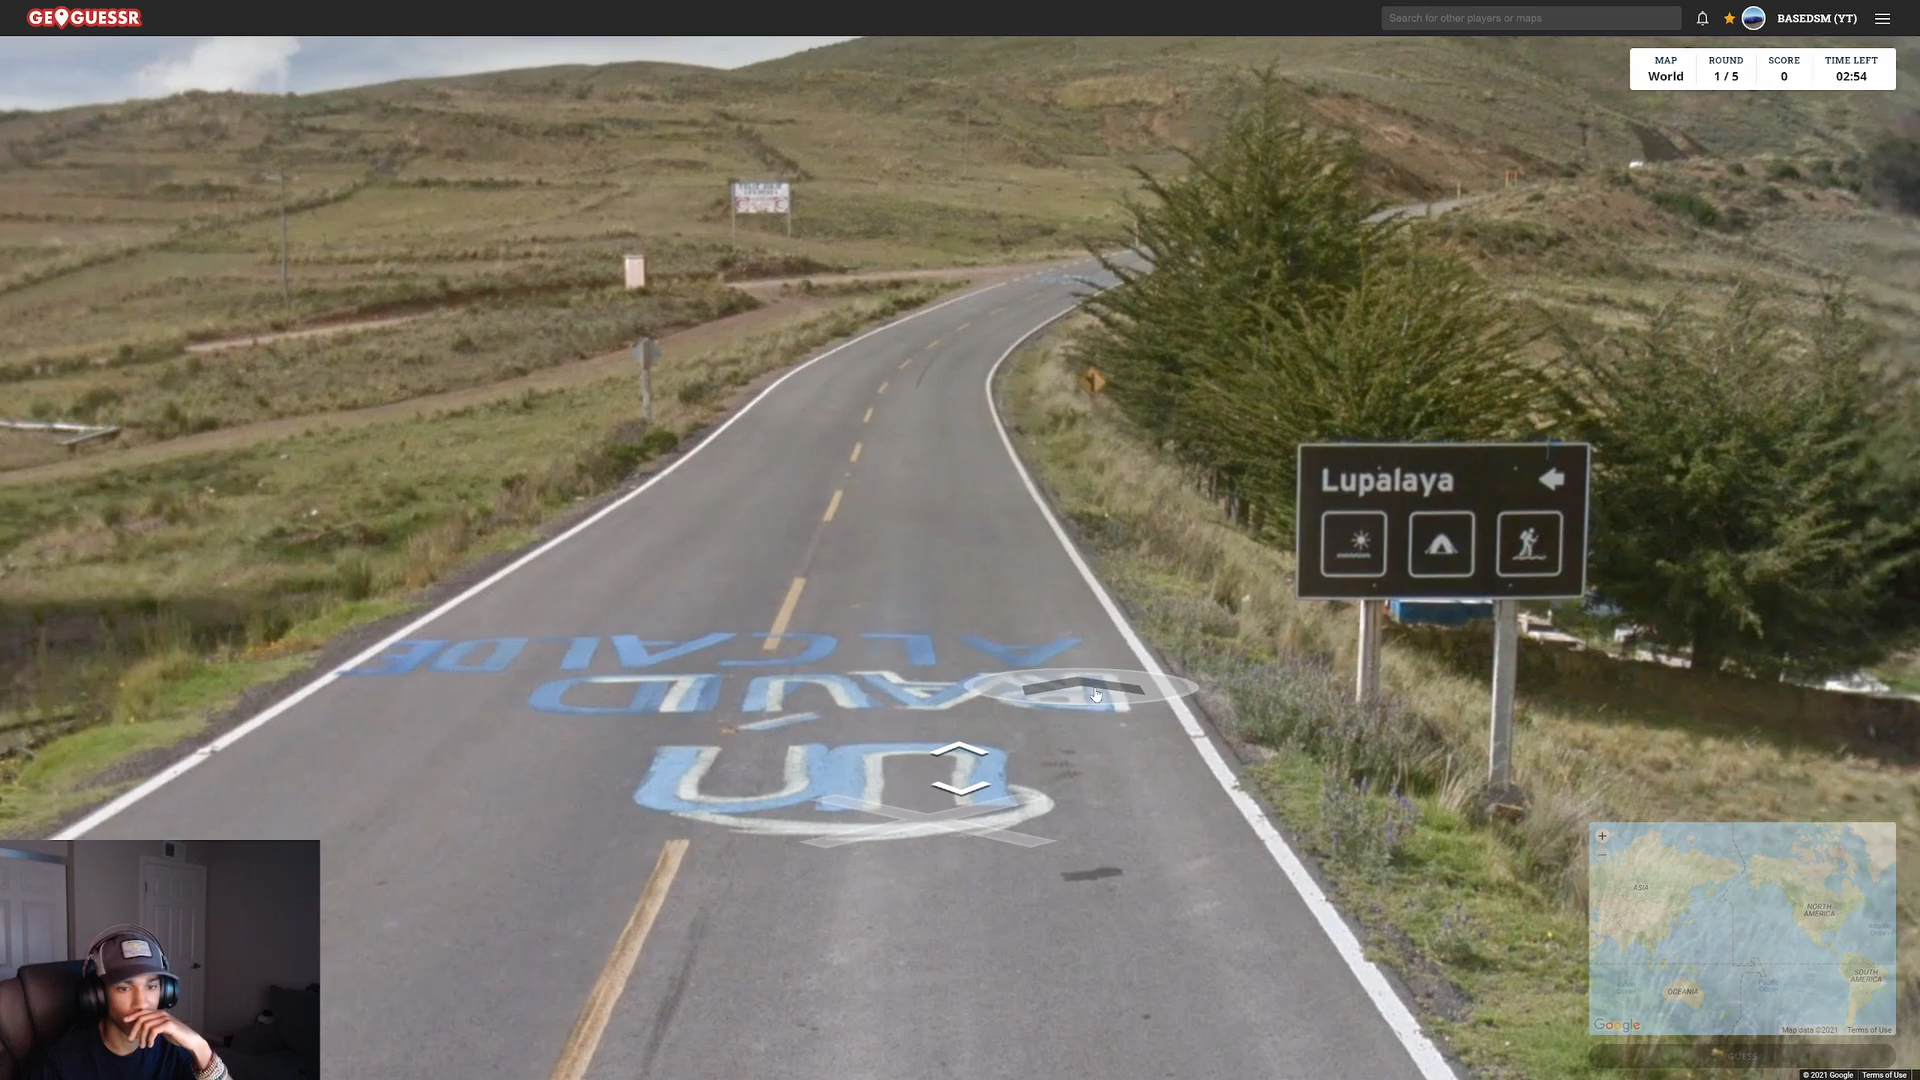 GEOGUESSR
Search for other players or maps
BASEDSM (YT)
MAP
World
ROUND
1 / 5
SCORE
0
TIME LEFT
02:54
Lupalaya
ALCALDE
DAVID
UN
ASIA
NORTH
AMERICA
SOUTH
AMERICA
OCEANIA
Google
Map data ©2021
Terms of Use
GUESS
© 2021 Google
Terms of Use